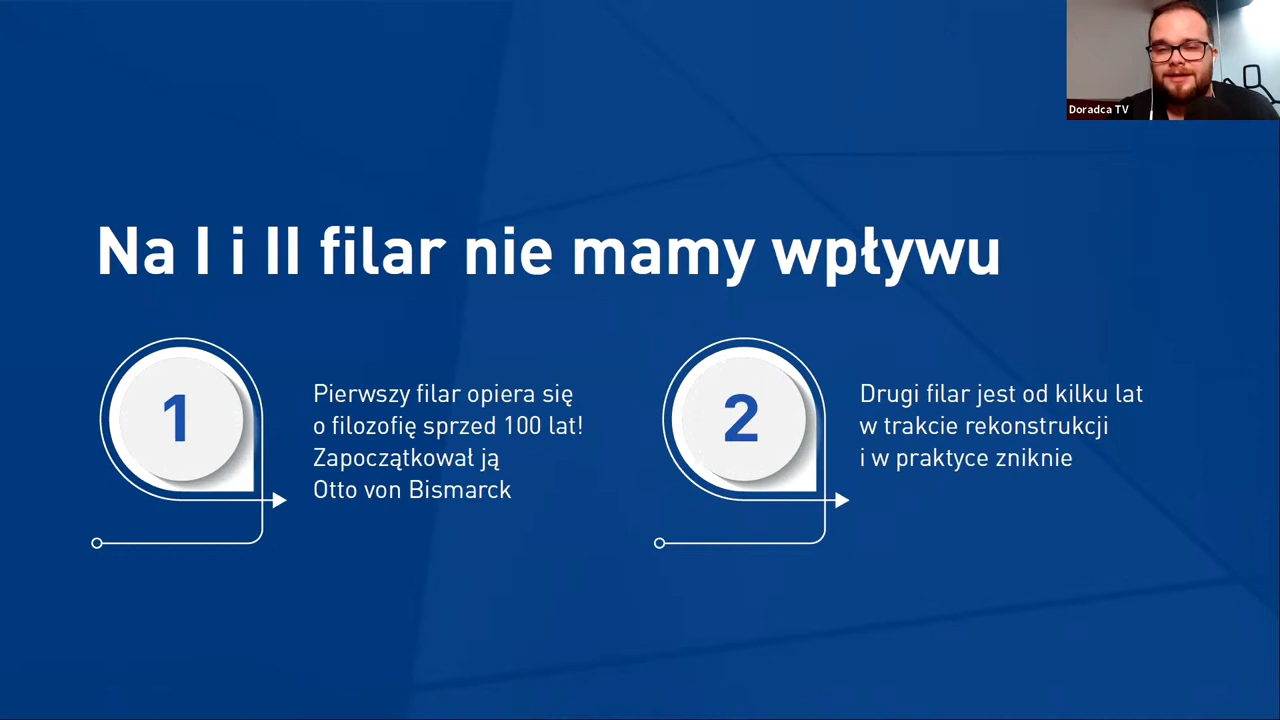 Doradca TV
Na I i II filar nie mamy wpływu
1
Pierwszy filar opiera się
o filozofię sprzed 100 lat!
Zapoczątkował ją
Otto von Bismarck
2
Drugi filar jest od kilku lat
w trakcie rekonstrukcji
i w praktyce zniknie